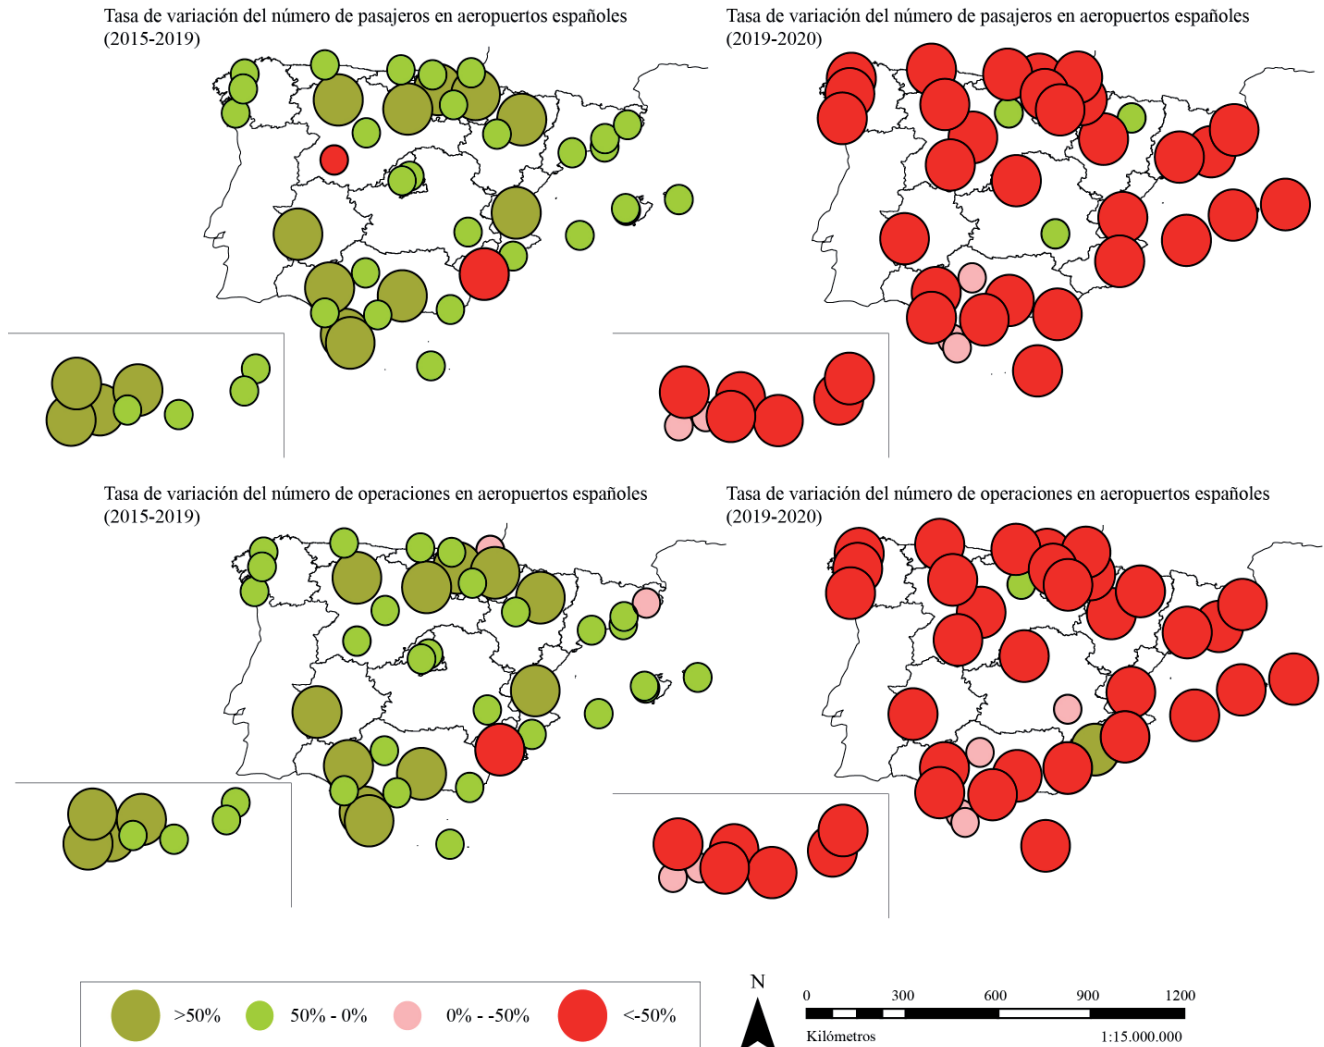 Tasa de variación del número de pasajeros en aeropuertos españoles
(2015-2019)
Tasa de variación del número de pasajeros en aeropuertos españoles
(2019-2020)
Tasa de variación del número de operaciones en aeropuertos españoles
(2015-2019)
Tasa de variación del número de operaciones en aeropuertos españoles
(2019-2020)
>50%
50% - 0%
0% - -50%
<-50%
N
0 300 600 900 1200
Kilómetros
1:15.000.000